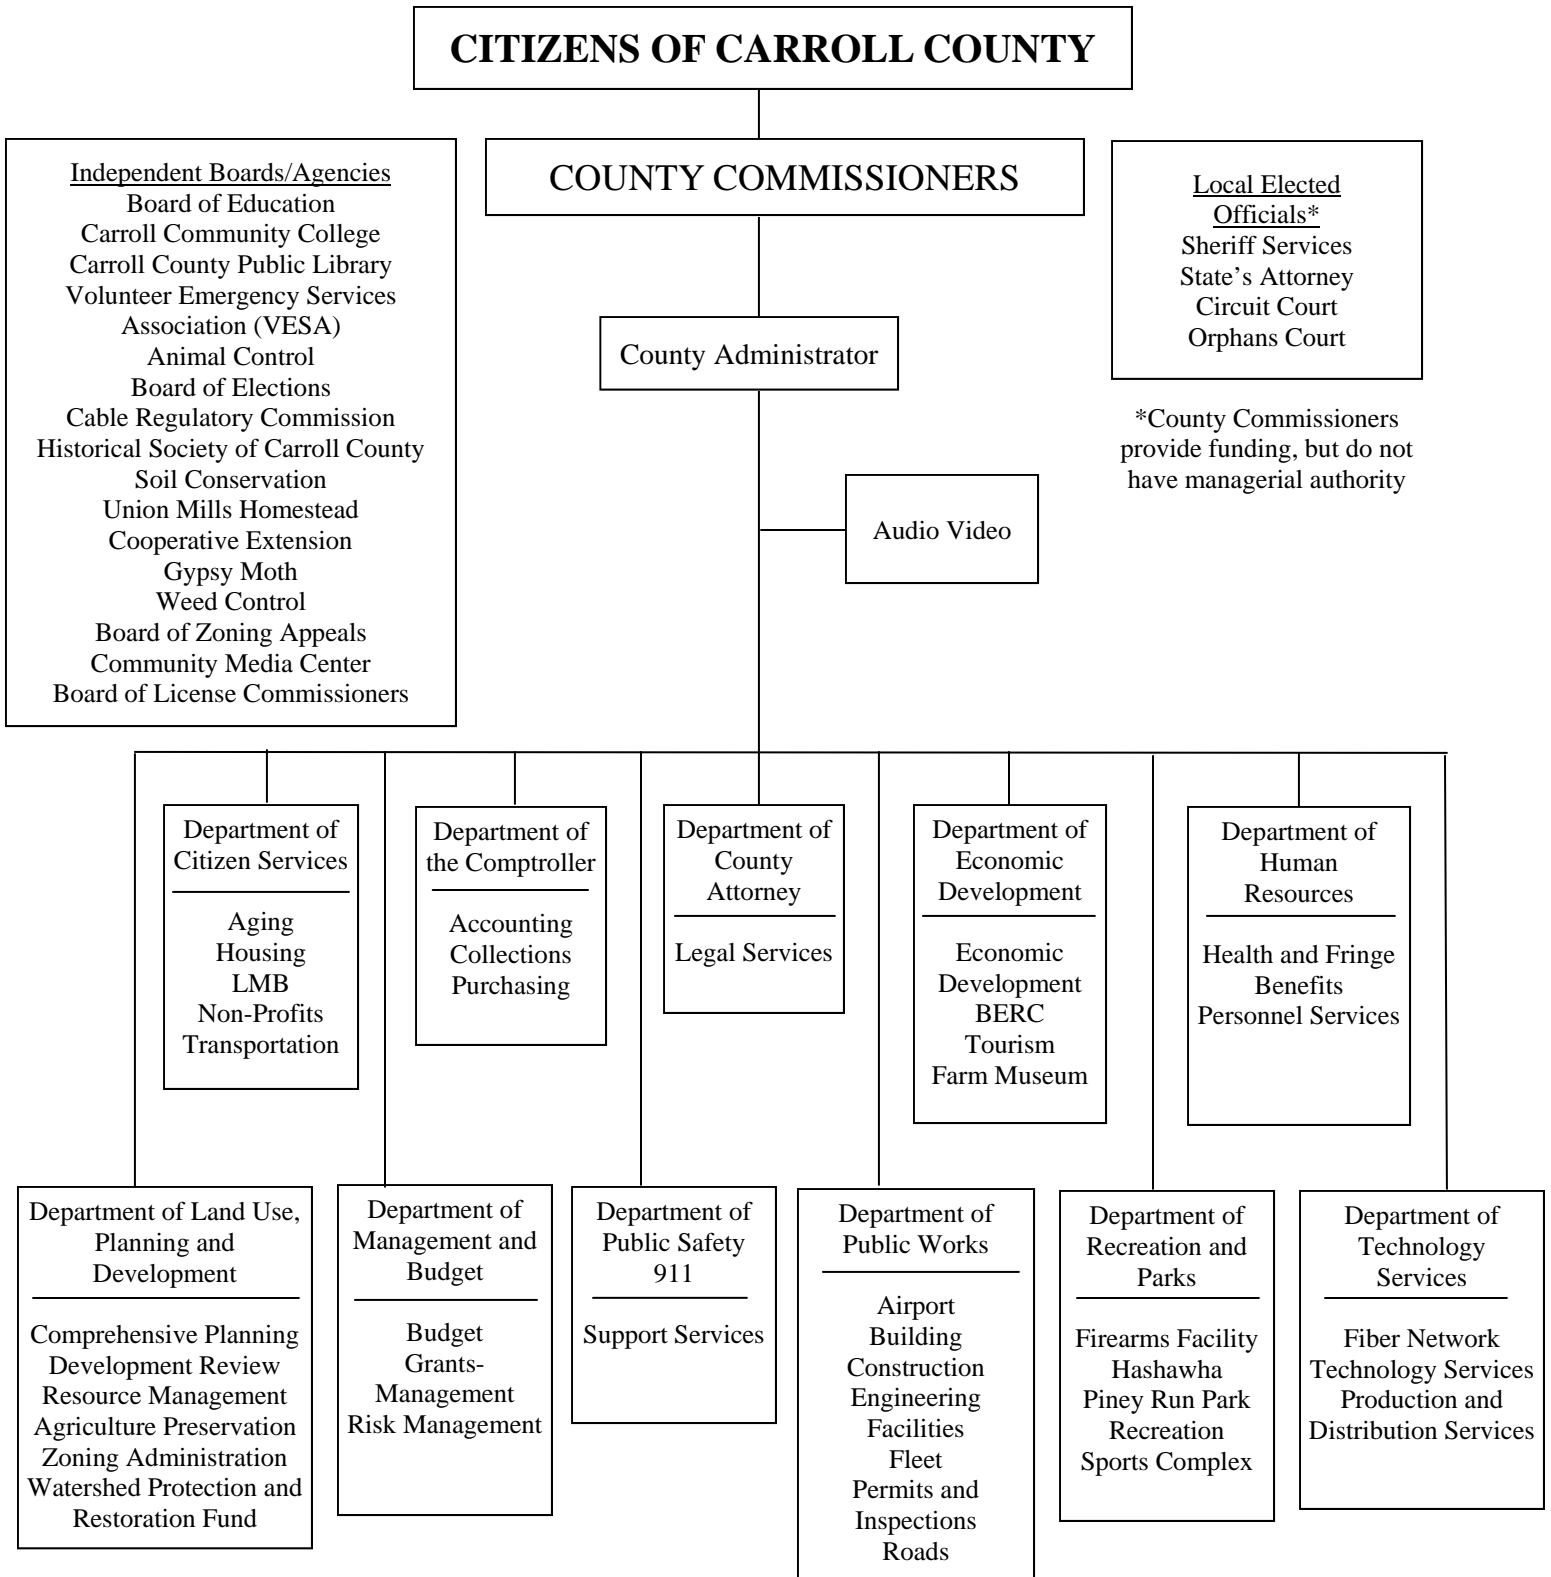 CITIZENS OF CARROLL COUNTY
COUNTY COMMISSIONERS
Independent Boards/Agencies
Board of Education
Carroll Community College
Carroll County Public Library
Volunteer Emergency Services
Association (VESA)
Animal Control
Board of Elections
Cable Regulatory Commission
Historical Society of Carroll County
Soil Conservation
Union Mills Homestead
Cooperative Extension
Gypsy Moth
Weed Control
Board of Zoning Appeals
Community Media Center
Board of License Commissioners
Local Elected
Officials*
Sheriff Services
State’s Attorney
Circuit Court
Orphans Court
*County Commissioners
provide funding, but do not
have managerial authority
County Administrator
Audio Video
Department of
Citizen Services
Aging
Housing
LMB
Non-Profits
Transportation
Department of
the Comptroller
Accounting
Collections
Purchasing
Department of
County
Attorney
Legal Services
Department of
Economic
Development
Economic
Development
BERC
Tourism
Farm Museum
Department of
Human
Resources
Health and Fringe
Benefits
Personnel Services
Department of Land Use,
Planning and
Development
Comprehensive Planning
Development Review
Resource Management
Agriculture Preservation
Zoning Administration
Watershed Protection and
Restoration Fund
Department of
Management and
Budget
Budget
Grants-
Management
Risk Management
Department of
Public Safety
911
Support Services
Department of
Public Works
Airport
Building
Construction
Engineering
Facilities
Fleet
Permits and
Inspections
Roads
Department of
Recreation and
Parks
Firearms Facility
Hashawha
Piney Run Park
Recreation
Sports Complex
Department of
Technology
Services
Fiber Network
Technology Services
Production and
Distribution Services